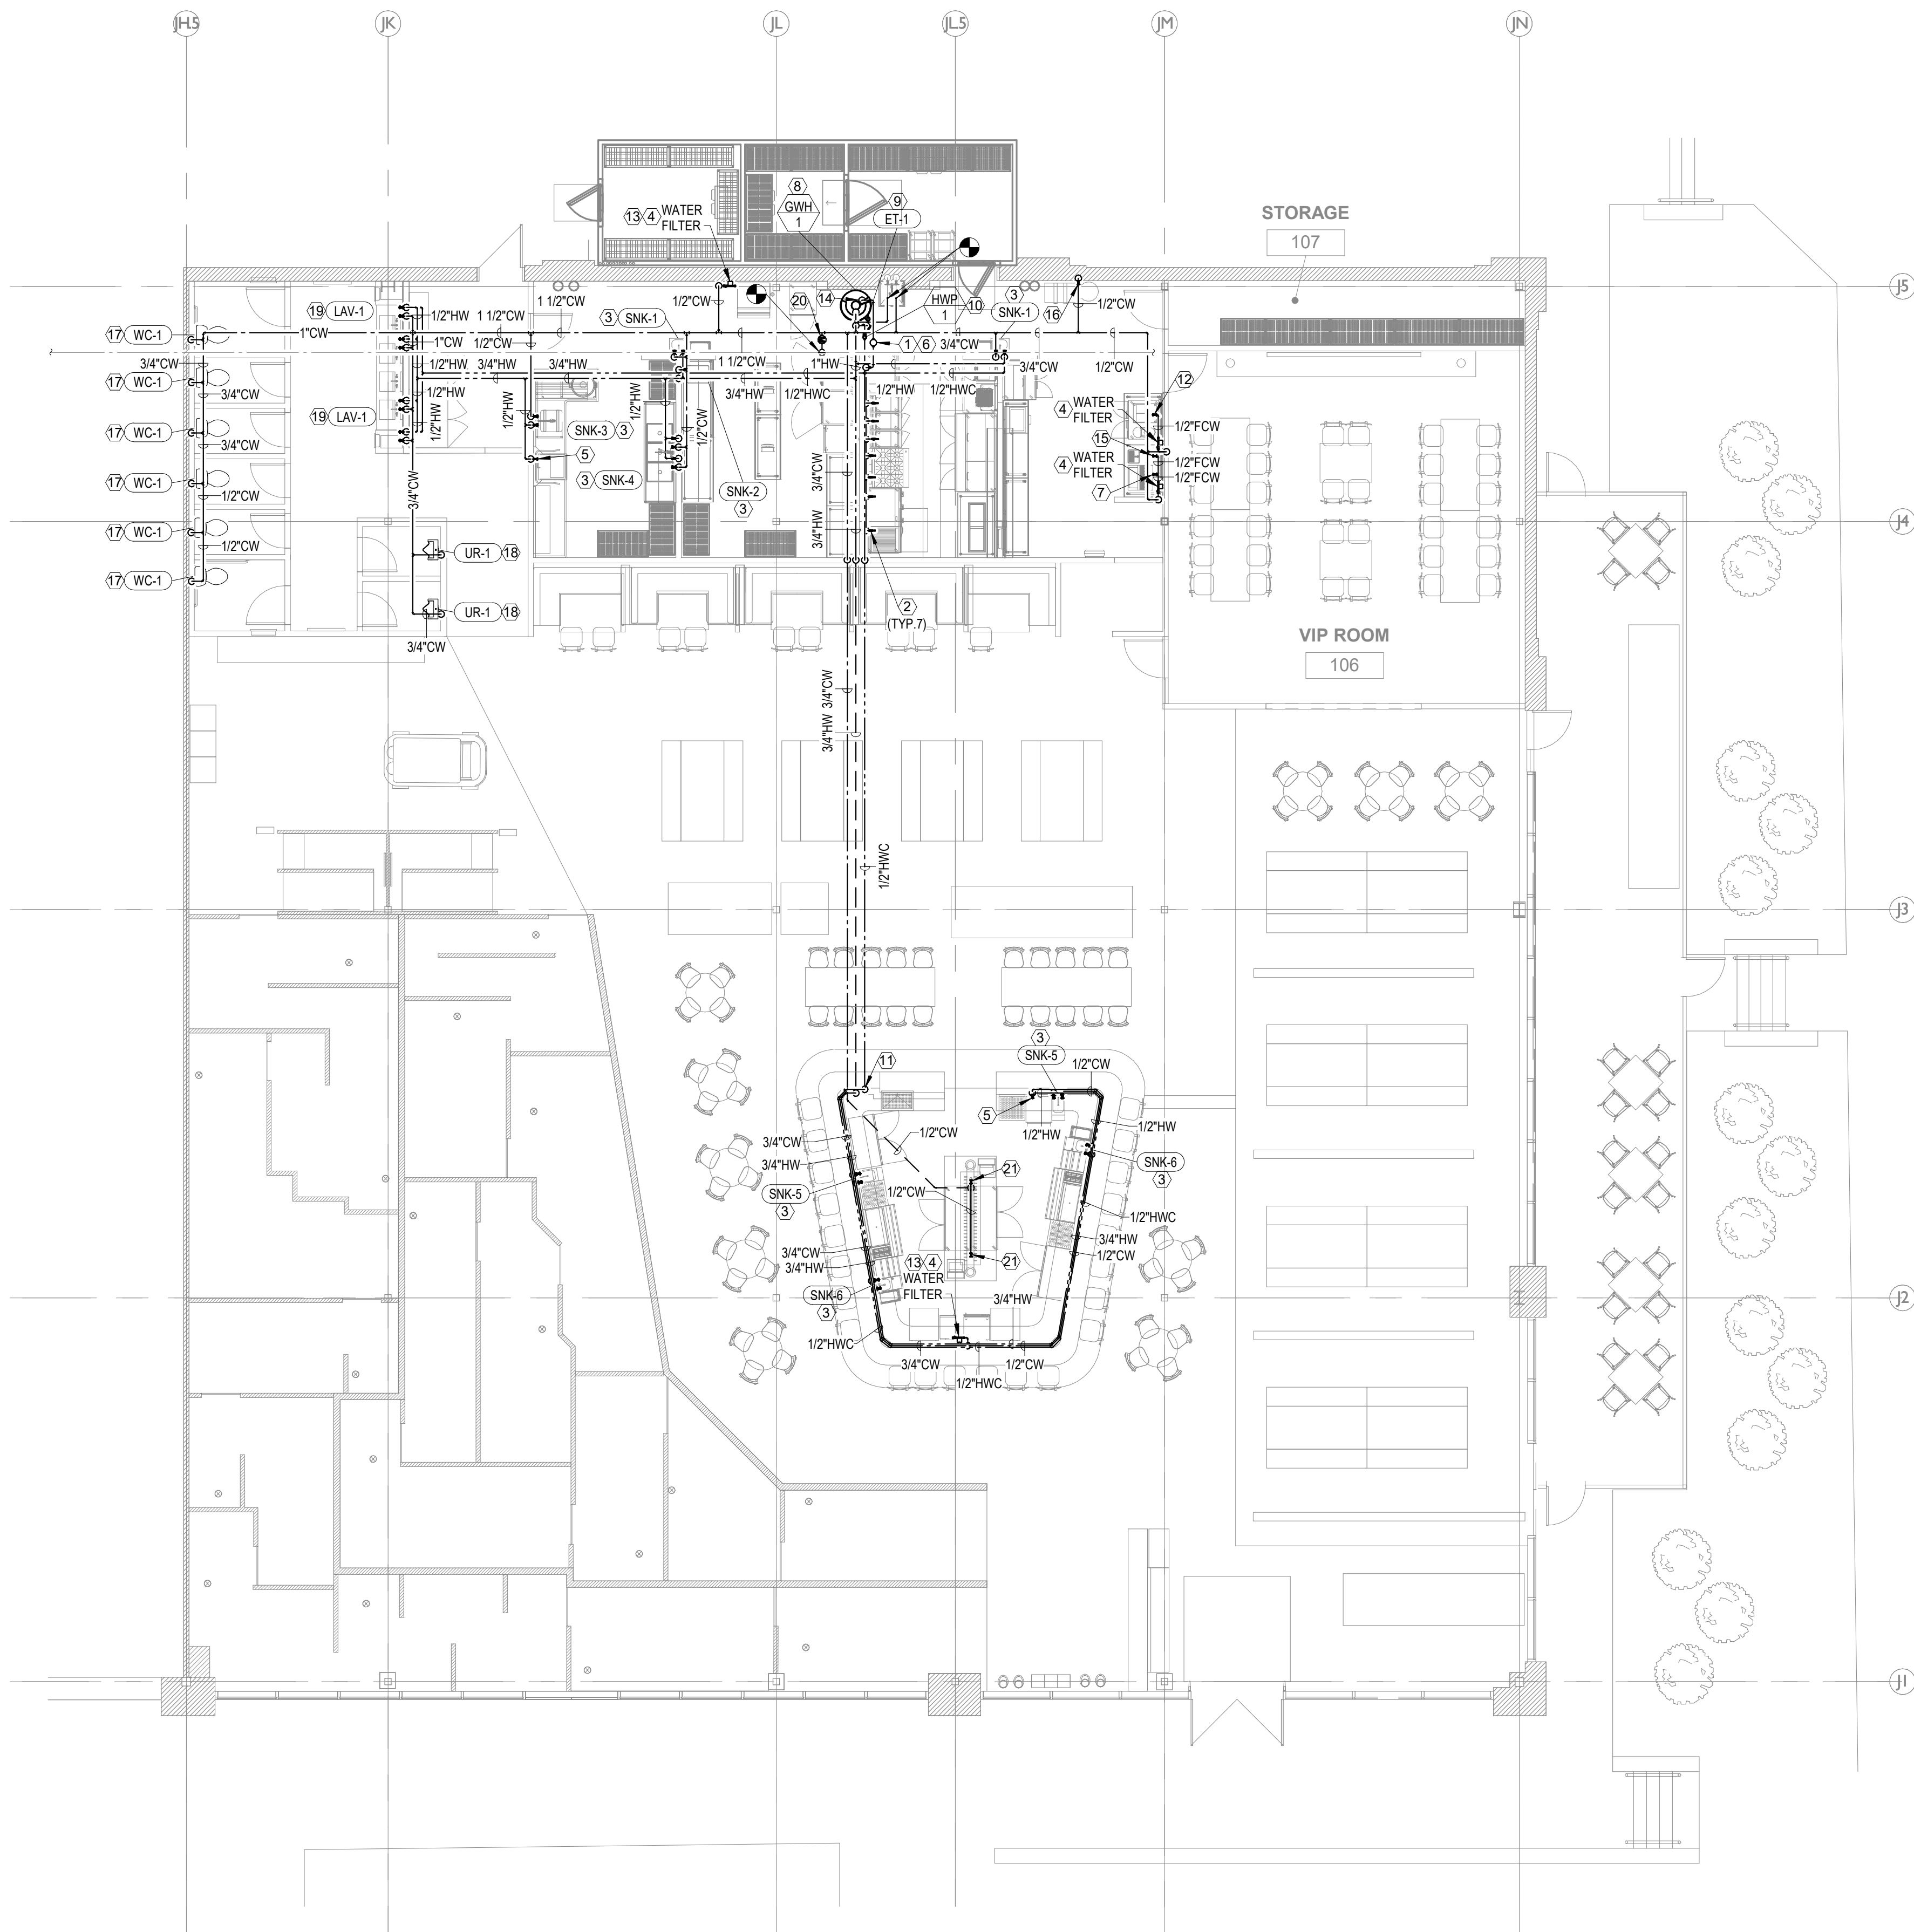 JH.5
JK
JL
JL.5
JM
JN
STORAGE
107
8
GWH
1
9
ET-1
13
4
WATER
FILTER
J5
20
14
HWP
1
10
3
SNK-1
16
1/2"CW
19
LAV-1
1/2"HW
1 1/2"CW
1 1/2"CW
1/2"CW
3
SNK-1
17
WC-1
1"CW
1"CW
1/2"CW
1
6
3/4"CW
3/4"CW
1/2"HW
3/4"HW
3/4"HW
1 1/2"CW
1"HW
3/4"CW
1/2"CW
17
WC-1
3/4"CW
1/2"HW
3/4"HW
1/2"HWC
1/2"HW
1/2"HWC
12
19
LAV-1
1/2"HW
1/2"HW
1/2"HW
1/2"CW
4
WATER
FILTER
1/2"FCW
17
WC-1
3/4"CW
SNK-3
3
15
5
4
WATER
FILTER
1/2"FCW
1/2"FCW
17
WC-1
3
SNK-4
3/4"CW
7
1/2"CW
3/4"CW
SNK-2
3
J4
17
WC-1
1/2"CW
3/4"HW
UR-1
18
17
WC-1
2
(TYP.7)
UR-1
18
3/4"CW
VIP ROOM
106
3/4"CW
3/4"HW
1/2"HWC
J3
3
SNK-5
11
1/2"CW
5
1/2"HW
1/2"HW
1/2"CW
3/4"CW
3/4"HW
SNK-6
3
21
SNK-5
3
1/2"CW
1/2"HWC
3/4"HW
3/4"CW
1/2"CW
3/4"HW
13
4
21
WATER
FILTER
SNK-6
3
3/4"HW
J2
1/2"HWC
3/4"CW
1/2"CW
1/2"HWC
J1